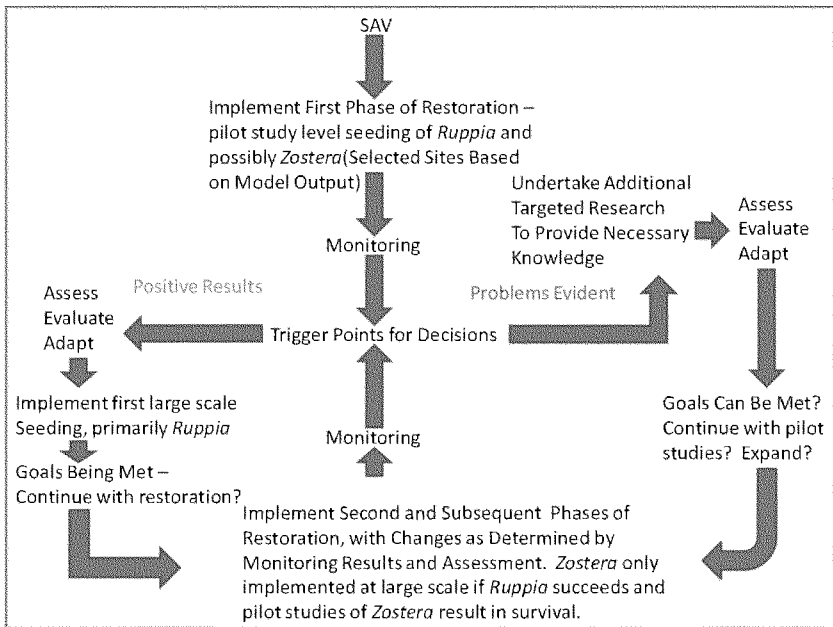 SAV
Implement First Phase of Restoration –
pilot study level seeding of Ruppia and
possibly Zostera(Selected Sites Based
on Model Output)
Monitoring
Undertake Additional
Targeted Research
To Provide Necessary
Knowledge
Assess
Evaluate
Adapt
Positive Results
Problems Evident
Assess
Evaluate
Adapt
Trigger Points for Decisions
Implement first large scale
Seeding, primarily Ruppia
Goals Being Met –
Continue with restoration?
Monitoring
Goals Can Be Met?
Continue with pilot
studies? Expand?
Implement Second and Subsequent Phases of
Restoration, with Changes as Determined by
Monitoring Results and Assessment. Zostera only
implemented at large scale if Ruppia succeeds and
pilot studies of Zostera result in survival.